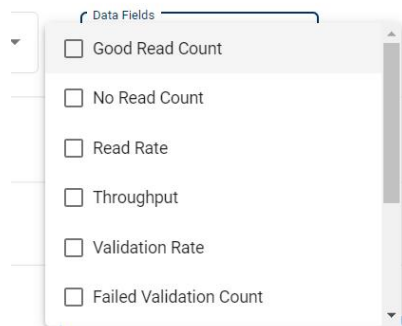 Data Fields
Good Read Count
No Read Count
Read Rate
Throughput
Validation Rate
Failed Validation Count